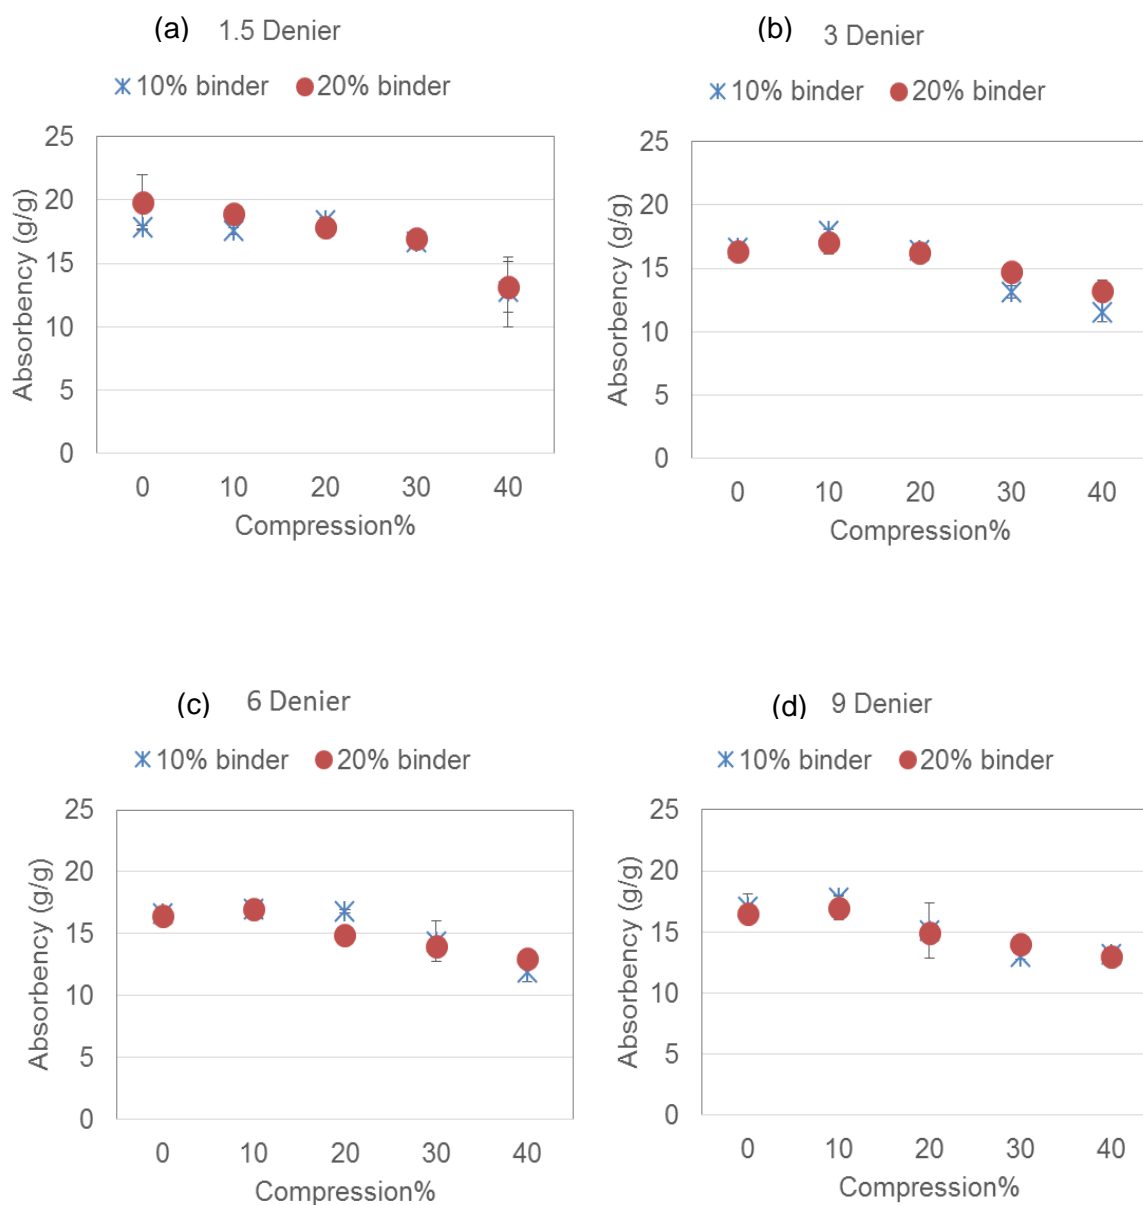 (a) 1.5 Denier
10% binder 20% binder
25
20
15
10
5
0
Absorbency (g/g)
0 10 20 30 40
Compression%
(b) 3 Denier
10% binder 20% binder
25
20
15
10
5
0
Absorbency (g/g)
0 10 20 30 40
Compression%
(c) 6 Denier
10% binder 20% binder
25
20
15
10
5
0
Absorbency (g/g)
0 10 20 30 40
Compression%
(d) 9 Denier
10% binder 20% binder
25
20
15
10
5
0
Absorbency (g/g)
0 10 20 30 40
Compression%